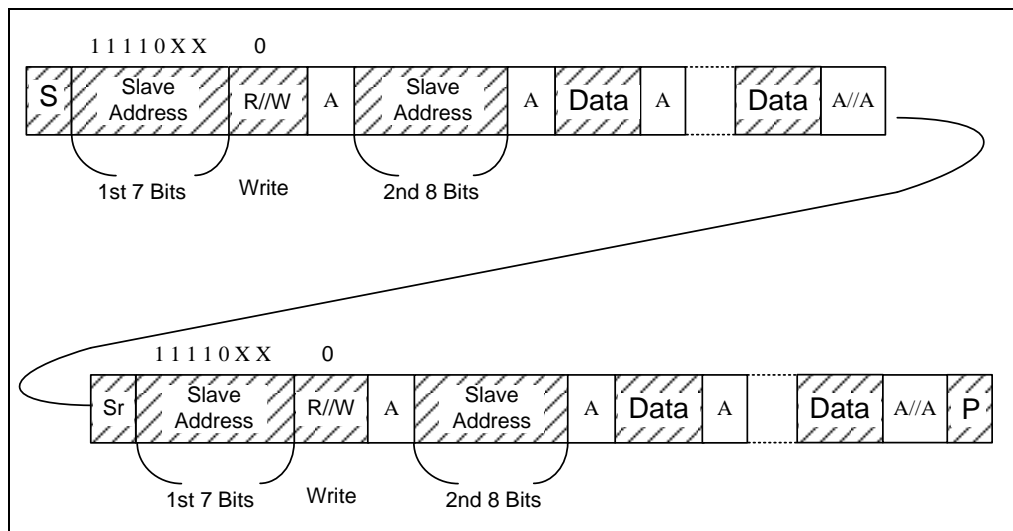 1 1 1 1 0 X X 0
S Slave Address R//W A Slave Address A Data A Data A//A
1st 7 Bits Write 2nd 8 Bits
1 1 1 1 0 X X 0
Sr Slave Address R//W A Slave Address A Data A Data A//A P
1st 7 Bits Write 2nd 8 Bits